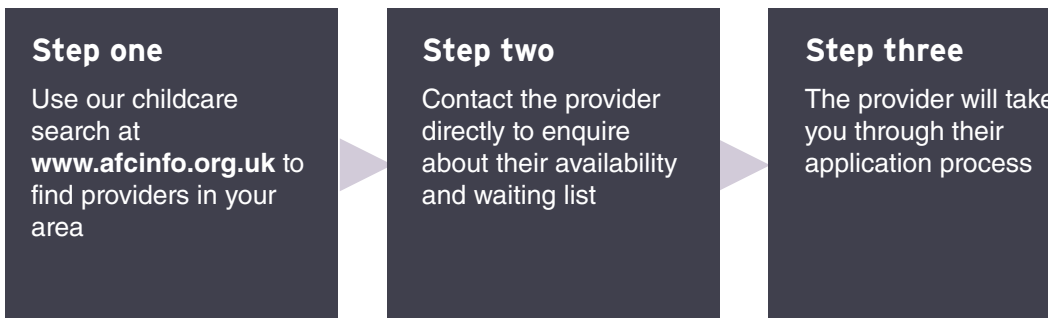 Step one
Use our childcare
search at
www.afcinfo.org.uk to
find providers in your
area
Step two
Contact the provider
directly to enquire
about their availability
and waiting list
Step three
The provider will take
you through their
application process